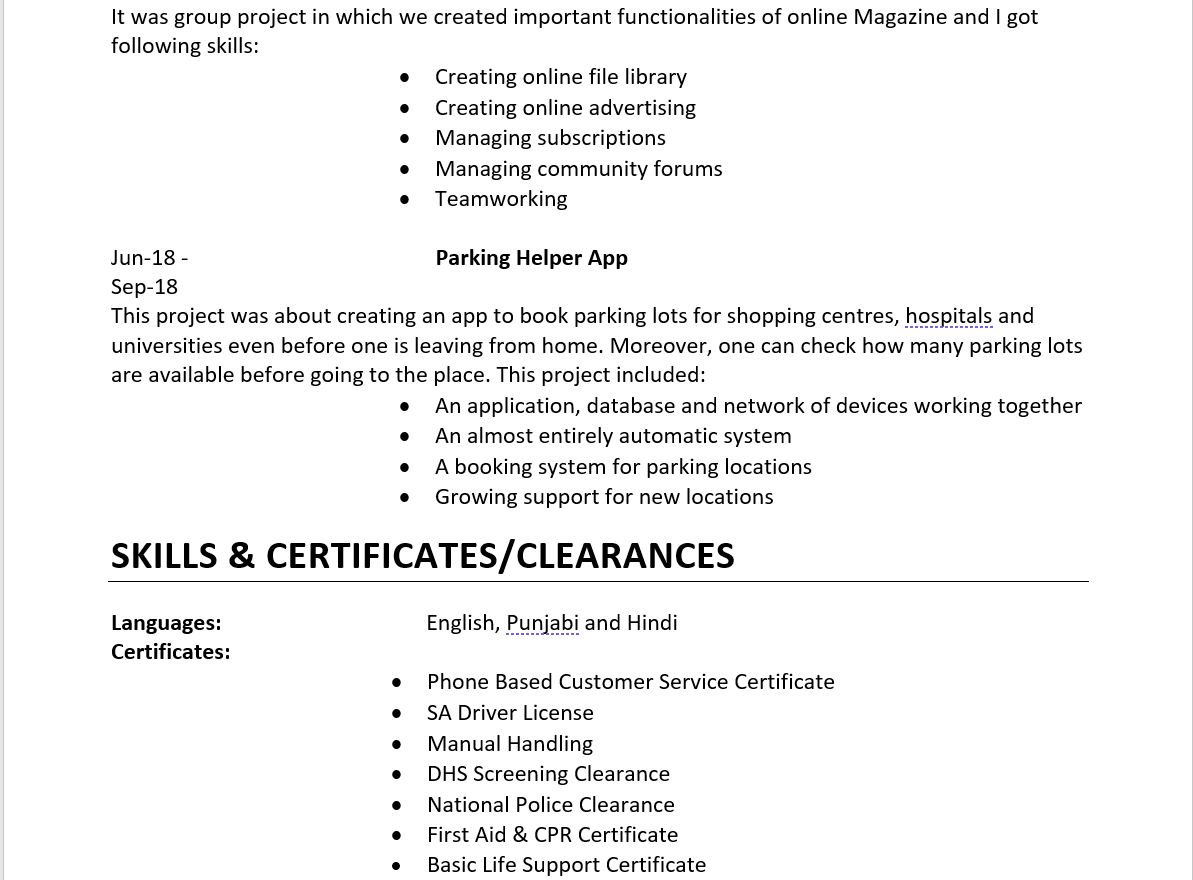 It was group project in which we created important functionalities of online Magazine and I got
following skills:
• Creating online file library
• Creating online advertising
• Managing subscriptions
• Managing community forums
• Teamworking
Jun-18 - Parking Helper App
Sep-18
This project was about creating an app to book parking lots for shopping centres, hospitals and
universities even before one is leaving from home. Moreover, one can check how many parking lots
are available before going to the place. This project included:
• An application, database and network of devices working together
• An almost entirely automatic system
• A booking system for parking locations
• Growing support for new locations
SKILLS & CERTIFICATES/CLEARANCES
Languages: English, Punjabi and Hindi
Certificates:
• Phone Based Customer Service Certificate
• SA Driver License
• Manual Handling
• DHS Screening Clearance
• National Police Clearance
• First Aid & CPR Certificate
• Basic Life Support Certificate